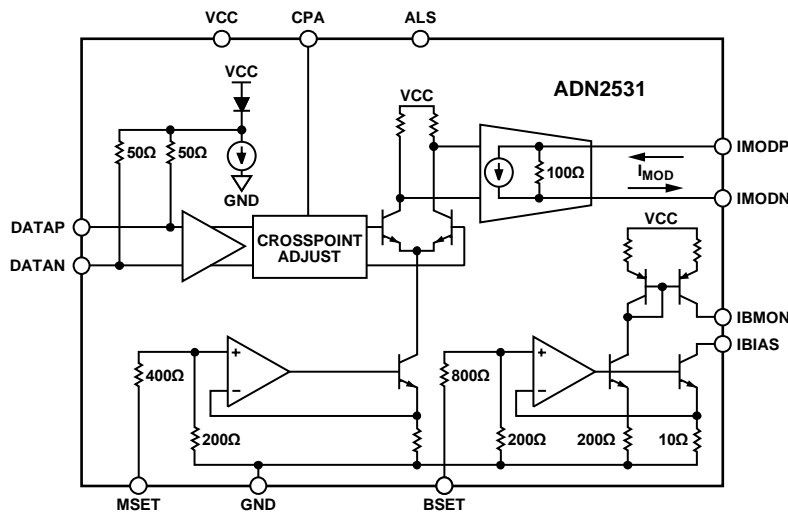 VCC CPA ALS
VCC
VCC
ADN2531
50Ω 50Ω
GND
100Ω
IMOD
IMODP
IMODN
DATAP
DATAN
CROSSPOINT
ADJUST
VCC
IBMON
IBIAS
400Ω
+
–
200Ω
800Ω
+
–
200Ω 200Ω 10Ω
MSET GND BSET